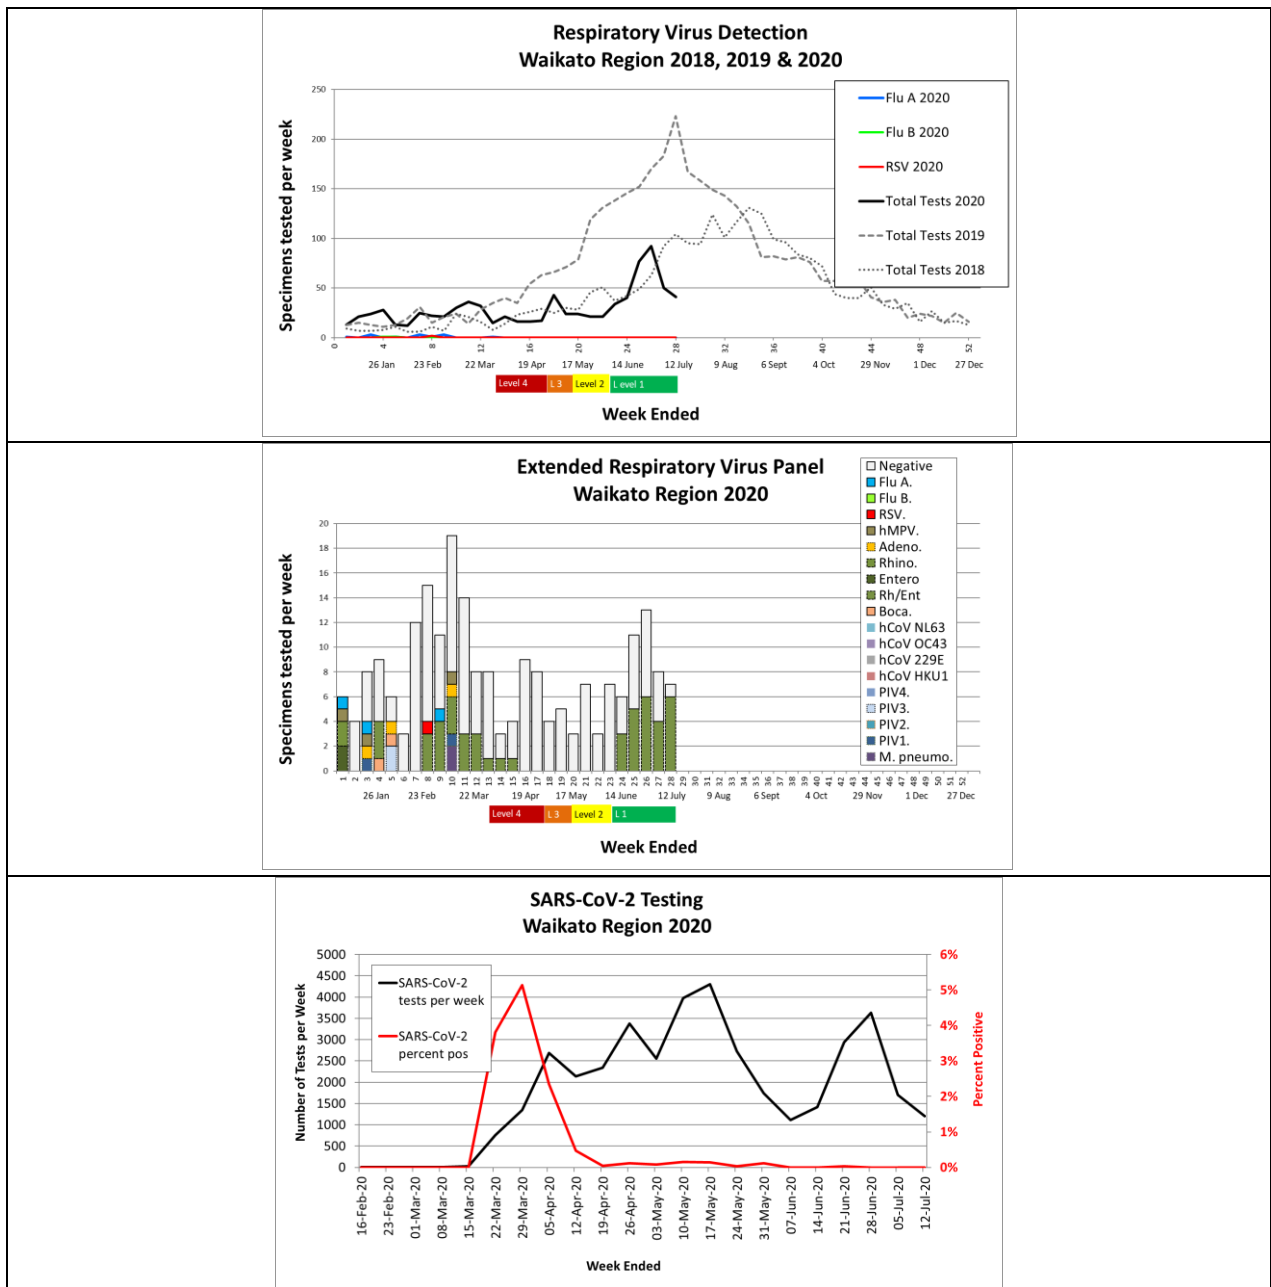 Respiratory Virus Detection
Waikato Region 2018, 2019 & 2020
Specimens tested per week
250
200
150
100
50
0
Flu A 2020
Flu B 2020
RSV 2020
Total Tests 2020
Total Tests 2019
Total Tests 2018
0 4 8 12 16 20 24 28 32 36 40 44 48 52
26 Jan 23 Feb 22 Mar 19 Apr 17 May 14 June 12 July 9 Aug 6 Sept 4 Oct 29 Nov 1 Dec 27 Dec
Level 4 L 3 Level 2 L evel 1
Week Ended
Extended Respiratory Virus Panel
Waikato Region 2020
Specimens tested per week
20
18
16
14
12
10
8
6
4
2
0
Negative
Flu A.
Flu B.
RSV.
hMPV.
Adeno.
Rhino.
Entero
Rh/Ent
Boca.
hCoV NL63
hCoV OC43
hCoV 229E
hCoV HKU1
PIV4.
PIV3.
PIV2.
PIV1.
M. pneumo.
1 2 3 4 5 6 7 8 9 10 11 12 13 14 15 16 17 18 19 20 21 22 23 24 25 26 27 28 29 30 31 32 33 34 35 36 37 38 39 40 41 42 43 44 45 46 47 48 49 50 51 52
26 Jan 23 Feb 22 Mar 19 Apr 17 May 14 June 12 July 9 Aug 6 Sept 4 Oct 29 Nov 1 Dec 27 Dec
Level 4 L 3 Level 2 L 1
Week Ended
SARS-CoV-2 Testing
Waikato Region 2020
Number of Tests per Week
5000
4500
4000
3500
3000
2500
2000
1500
1000
500
0
SARS-CoV-2
tests per week
SARS-CoV-2
percent pos
6%
5%
4%
3%
2%
1%
0%
Percent Positive
16-Feb-20
23-Feb-20
01-Mar-20
08-Mar-20
15-Mar-20
22-Mar-20
29-Mar-20
05-Apr-20
12-Apr-20
19-Apr-20
26-Apr-20
03-May-20
10-May-20
17-May-20
24-May-20
31-May-20
07-Jun-20
14-Jun-20
21-Jun-20
28-Jun-20
05-Jul-20
12-Jul-20
Week Ended